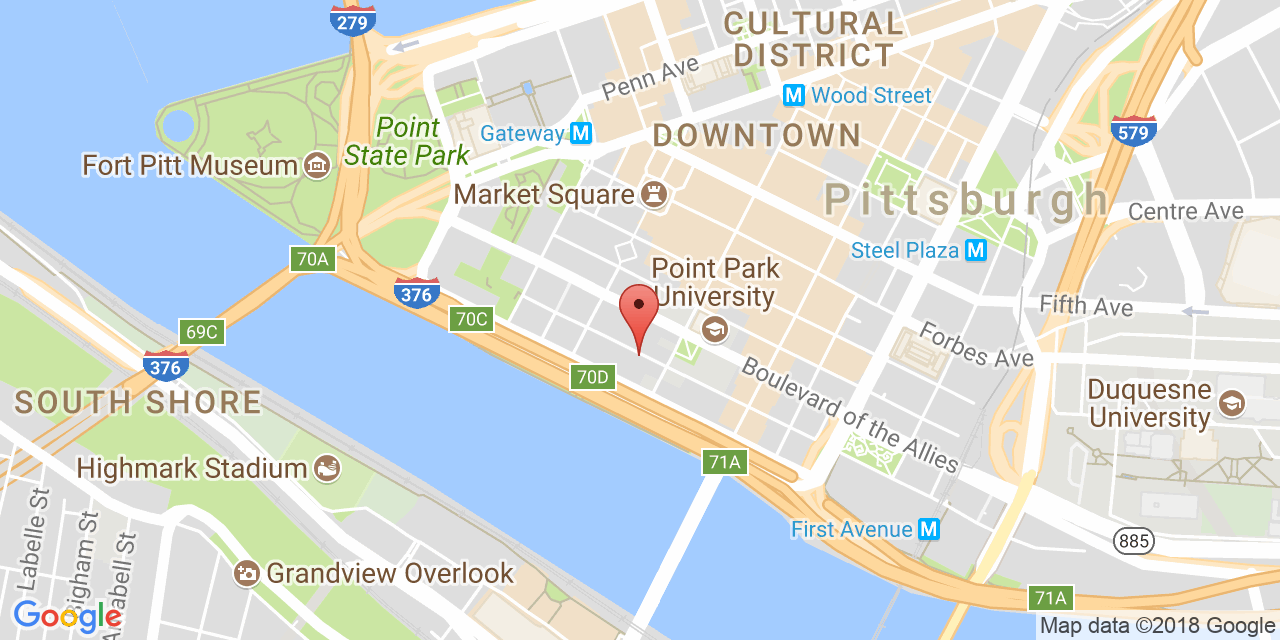 279
CULTURAL
DISTRICT
Penn Ave
Wood Street
M
Point
State Park
Gateway
M
DOWNTOWN
579
Fort Pitt Museum
Market Square
Pittsburgh
Centre Ave
Steel Plaza
M
70A
Point Park
University
376
70C
Fifth Ave
69C
Forbes Ave
376
70D
Boulevard of the Allies
Duquesne
University
SOUTH SHORE
Highmark Stadium
71A
Labelle St
Bigham St
First Avenue
M
885
Grandview Overlook
71A
Google
Map data ©2018 Google